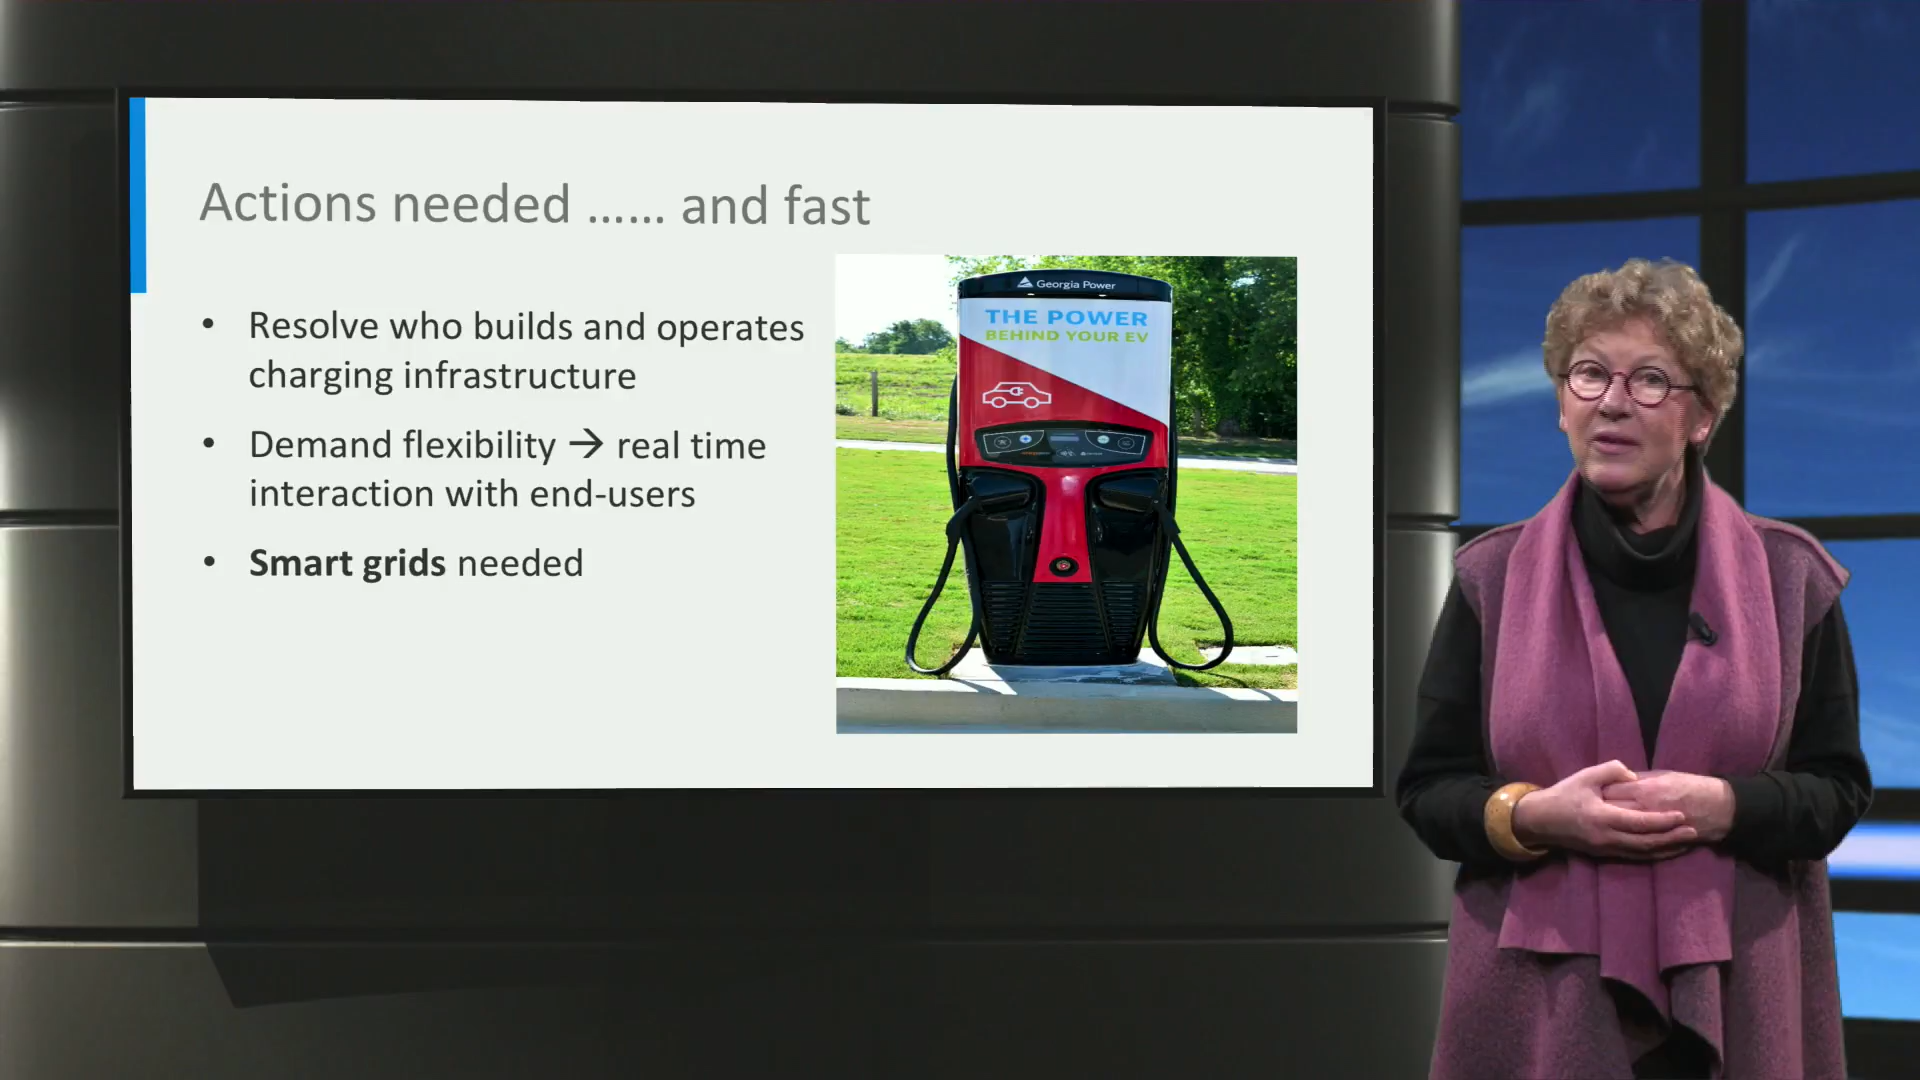 Actions needed ...... and fast
• Resolve who builds and operates
charging infrastructure
• Demand flexibility → real time
interaction with end-users
• Smart grids needed
Georgia Power
THE POWER
BEHIND YOUR EV